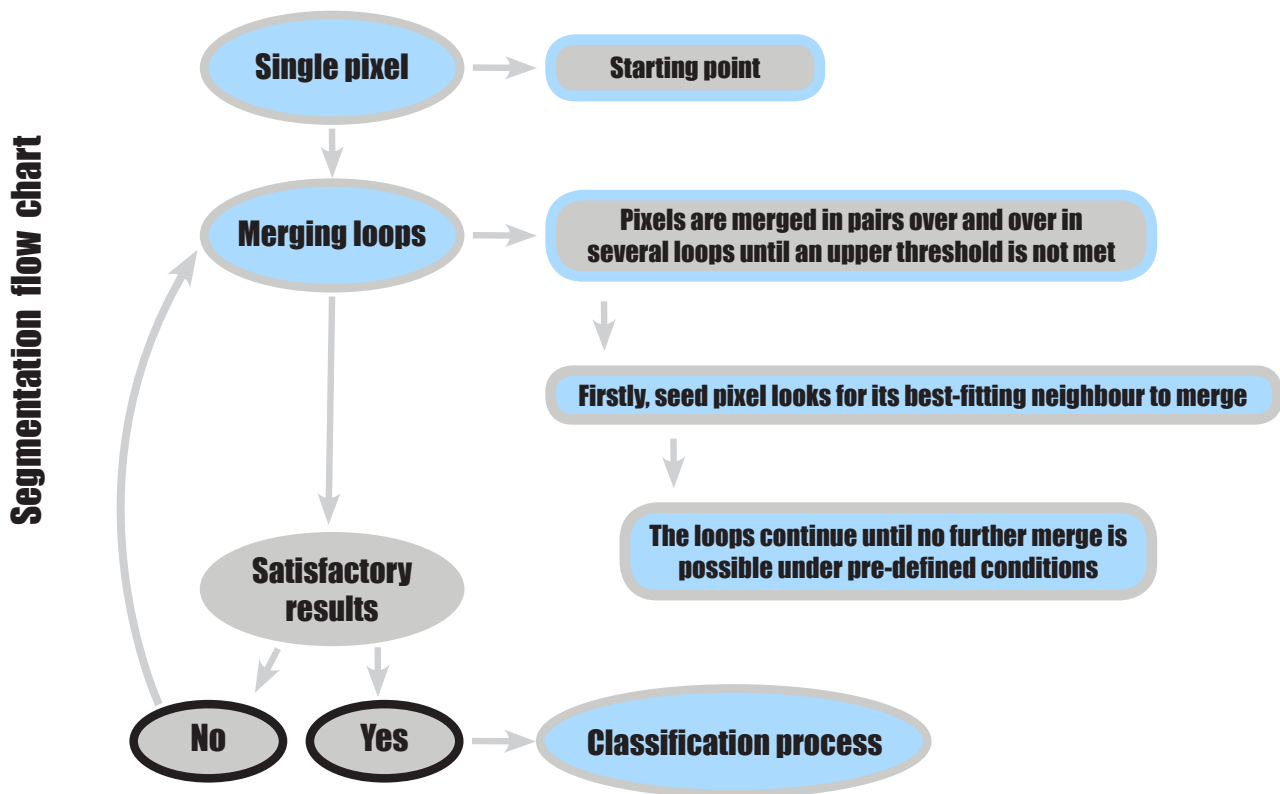 Segmentation flow chart
Single pixel
Starting point
Merging loops
Pixels are merged in pairs over and over in
several loops until an upper threshold is not met
Firstly, seed pixel looks for its best-fitting neighbour to merge
The loops continue until no further merge is
possible under pre-defined conditions
Satisfactory
results
No
Yes
Classification process